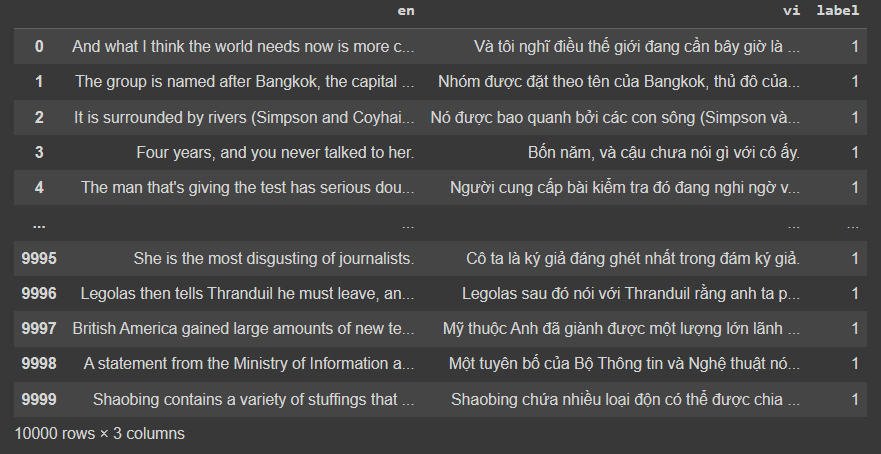 en vi label
0 And what I think the world needs now is more c... Và tôi nghĩ điều thế giới đang cần bây giờ là ... 1
1 The group is named after Bangkok, the capital ... Nhóm được đặt theo tên của Bangkok, thủ đô của... 1
2 It is surrounded by rivers (Simpson and Coyhai... Nó được bao quanh bởi các con sông (Simpson và... 1
3 Four years, and you never talked to her. Bốn năm, và cậu chưa nói gì với cô ấy. 1
4 The man that's giving the test has serious dou... Người cung cấp bài kiểm tra đó đang nghi ngờ v... 1
... ... ... ...
9995 She is the most disgusting of journalists. Cô ta là ký giả đáng ghét nhất trong đám ký giả. 1
9996 Legolas then tells Thranduil he must leave, an... Legolas sau đó nói với Thranduil rằng anh ta p... 1
9997 British America gained large amounts of new te... Mỹ thuộc Anh đã giành được một lượng lớn lãnh ... 1
9998 A statement from the Ministry of Information a... Một tuyên bố của Bộ Thông tin và Nghệ thuật nó... 1
9999 Shaobing contains a variety of stuffings that ... Shaobing chứa nhiều loại độn có thể được chia ... 1
10000 rows × 3 columns